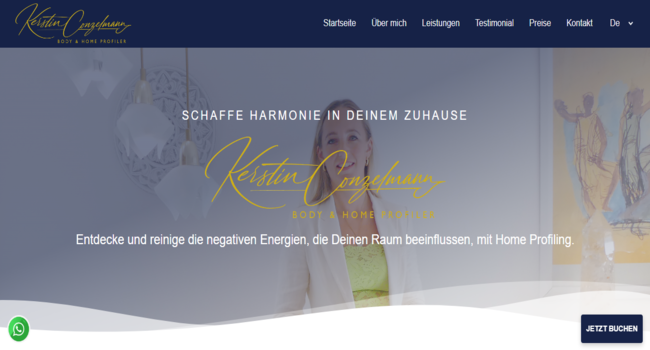 Kerstin Conzelmann
BODY & HOME PROFILER
Startseite Über mich Leistungen Testimonial Preise Kontakt De
SCHAFFE HARMONIE IN DEINEM ZUHAUSE
Kerstin Conzelmann
BODY & HOME PROFILER
Entdecke und reinige die negativen Energien, die Deinen Raum beeinflussen, mit Home Profiling.
JETZT BUCHEN